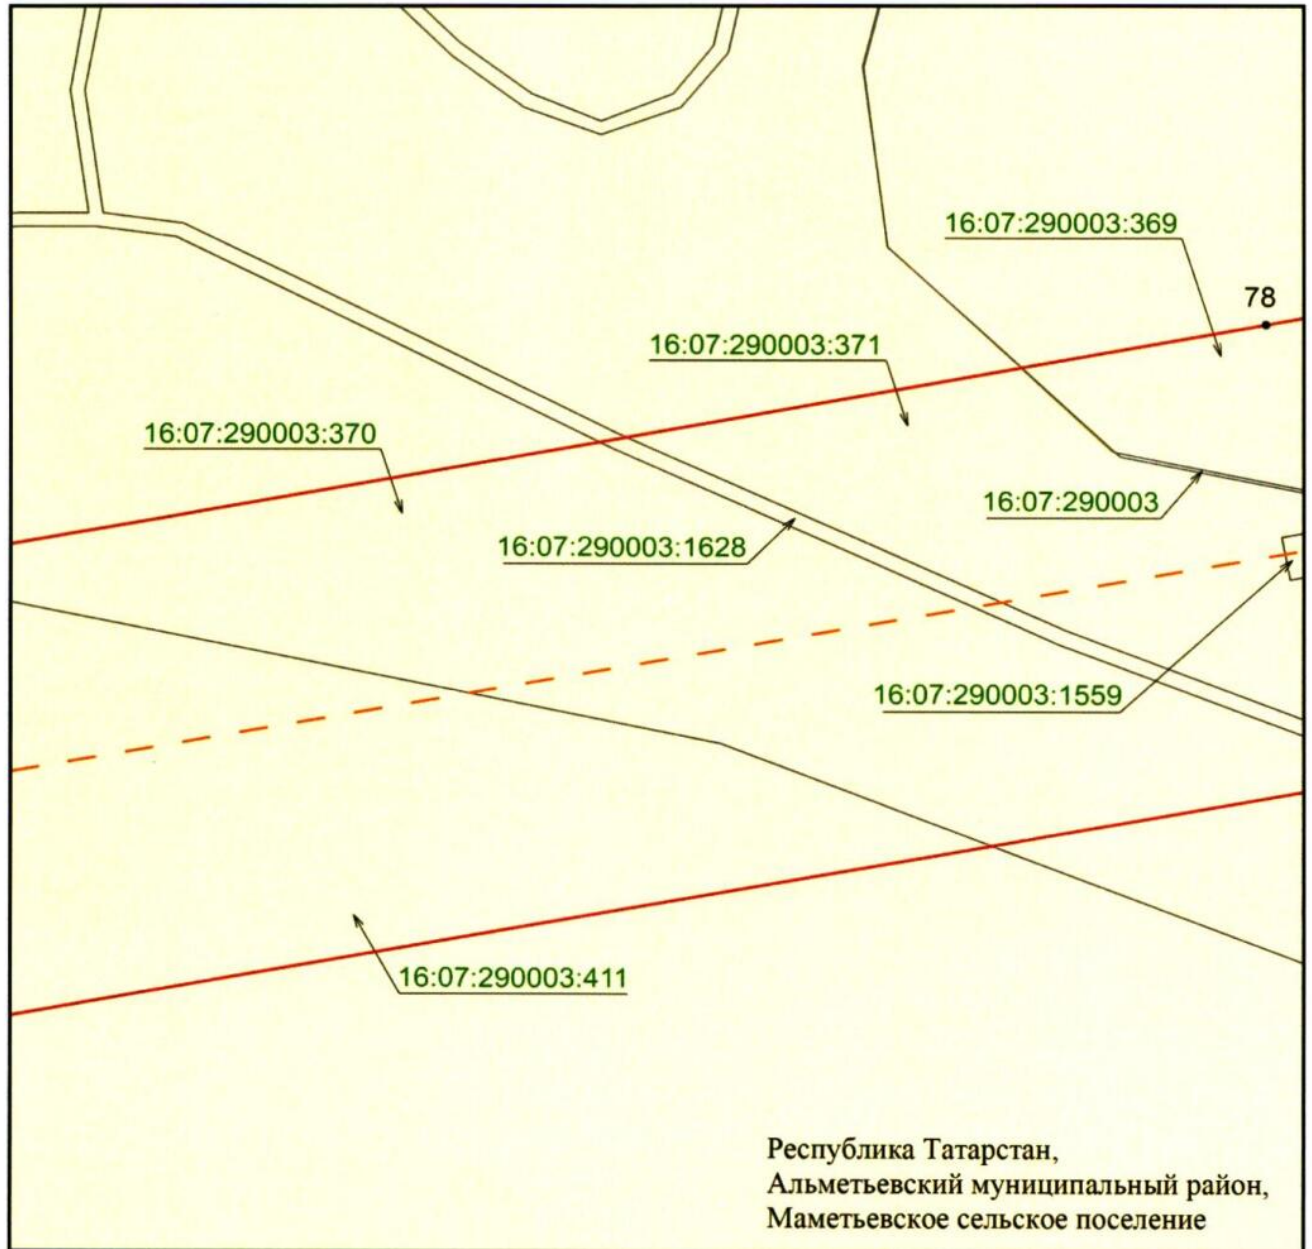 16:07:290003:369
78
16:07:290003:371
16:07:290003:370
16:07:290003
16:07:290003:1628
16:07:290003:1559
16:07:290003:411
Республика Татарстан,
Альметьевский муниципальный район,
Маметьевское сельское поселение